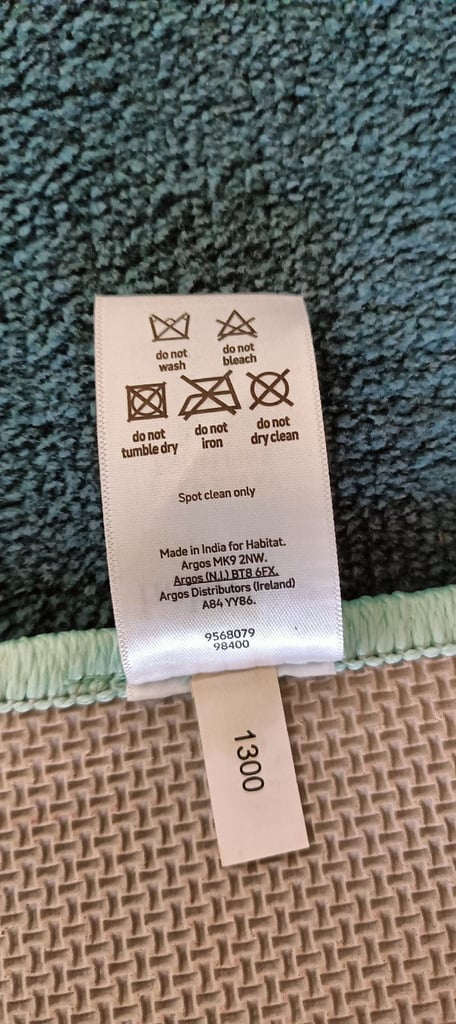 do not wash
do not bleach
do not tumble dry
do not iron
do not dry clean
Spot clean only
Made in India for Habitat.
Argos MK9 2NW.
Argos (N.I.) BT8 6FX.
Argos Distributors (Ireland)
A84 YY86.
9568079
98400
1300